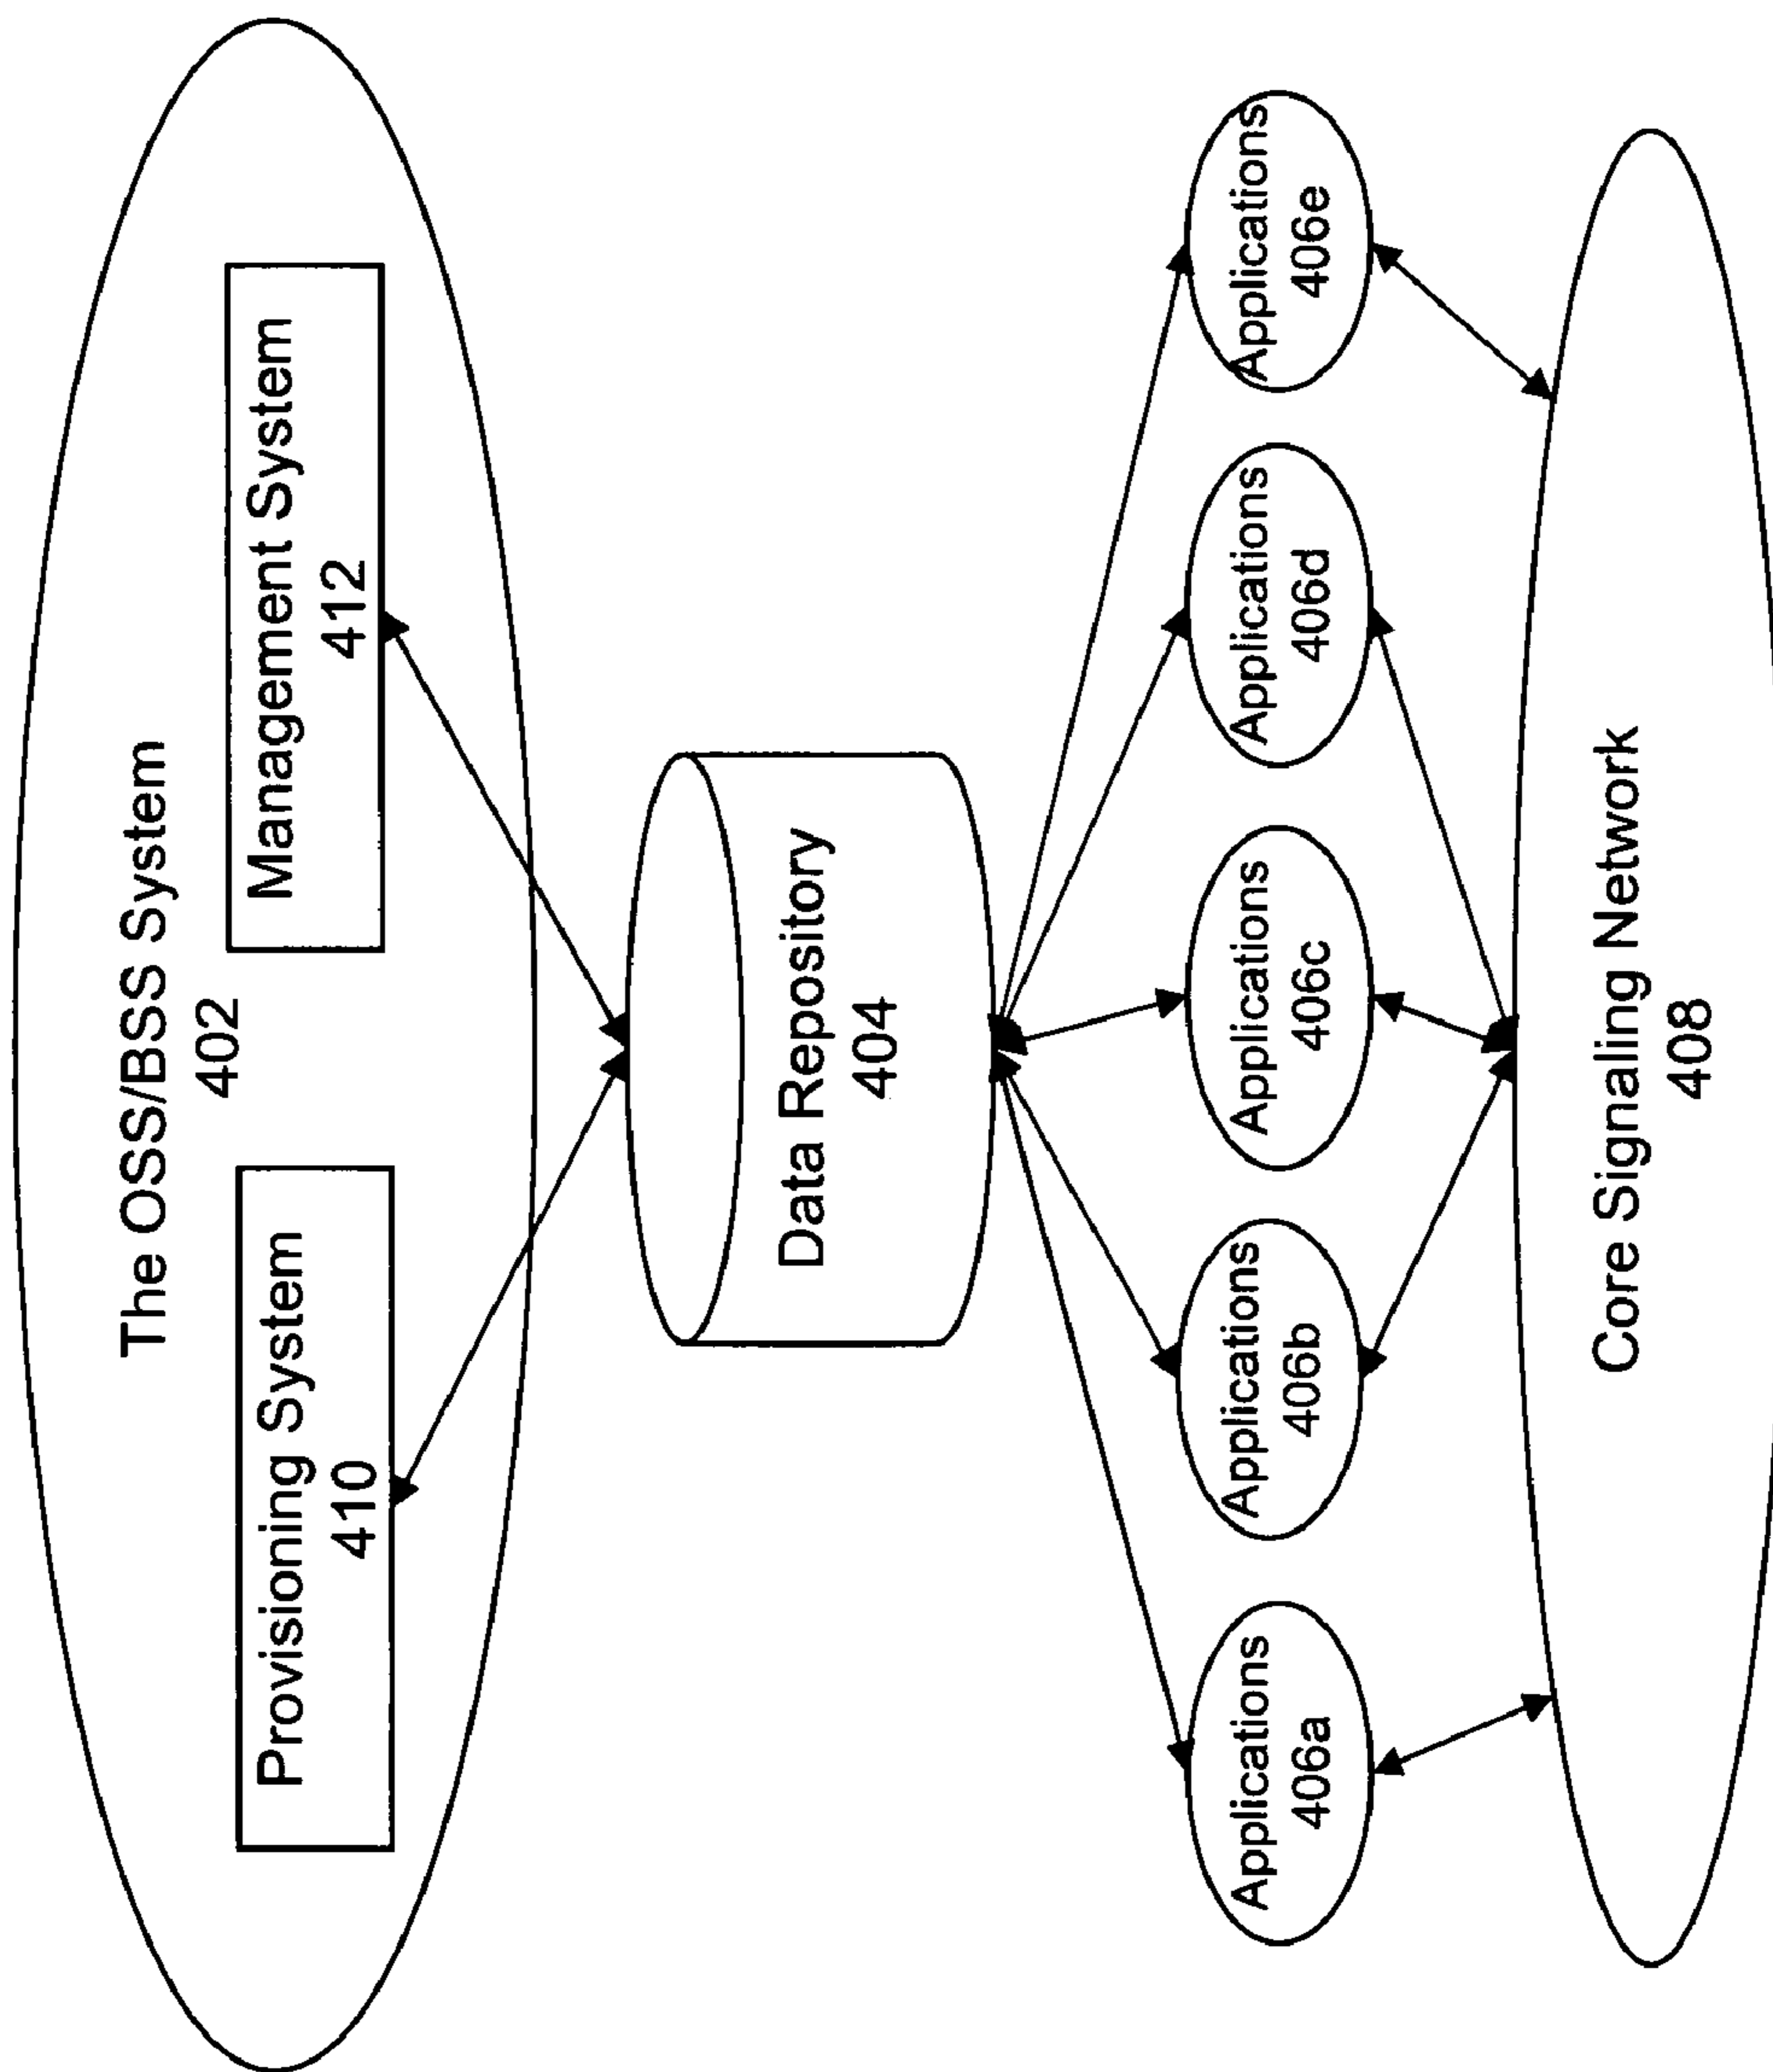 The OSS/BSS System
402
Provisioning System
410
Management System
412
Data Repository
404
Applications
406a
Applications
406b
Applications
406c
Applications
406d
Applications
406e
Core Signaling Network
408